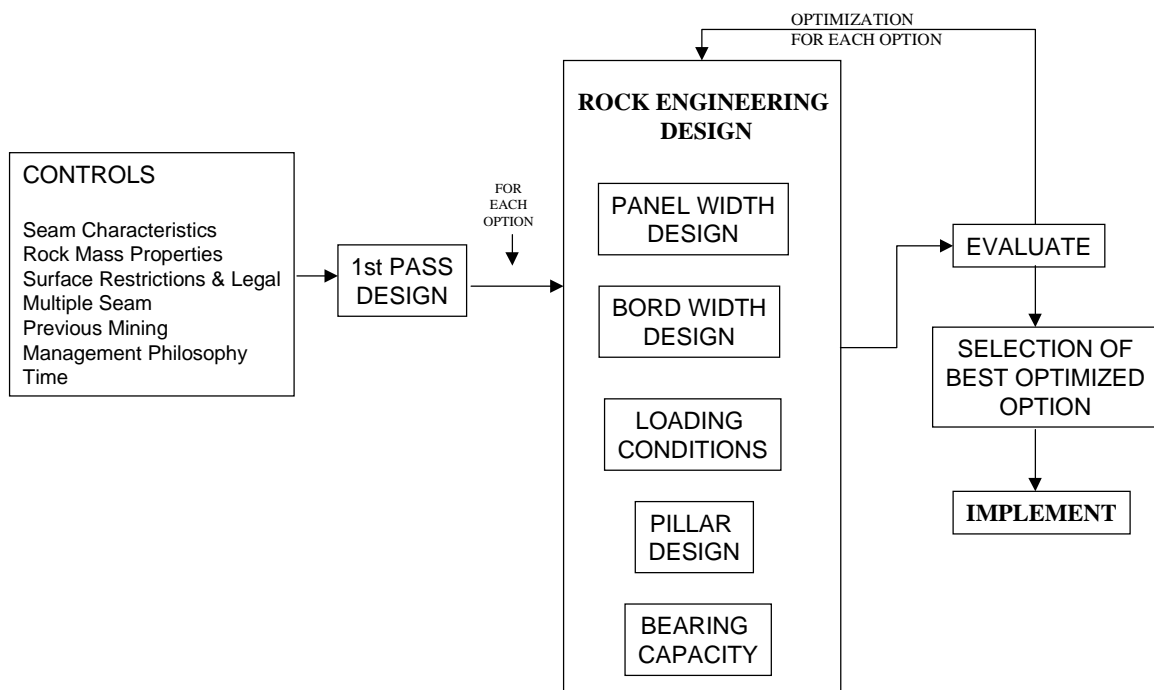 CONTROLS
Seam Characteristics
Rock Mass Properties
Surface Restrictions & Legal
Multiple Seam
Previous Mining
Management Philosophy
Time
1st PASS
DESIGN
FOR
EACH
OPTION
ROCK ENGINEERING
DESIGN
PANEL WIDTH
DESIGN
BORD WIDTH
DESIGN
LOADING
CONDITIONS
PILLAR
DESIGN
BEARING
CAPACITY
OPTIMIZATION
FOR EACH OPTION
EVALUATE
SELECTION OF
BEST OPTIMIZED
OPTION
IMPLEMENT